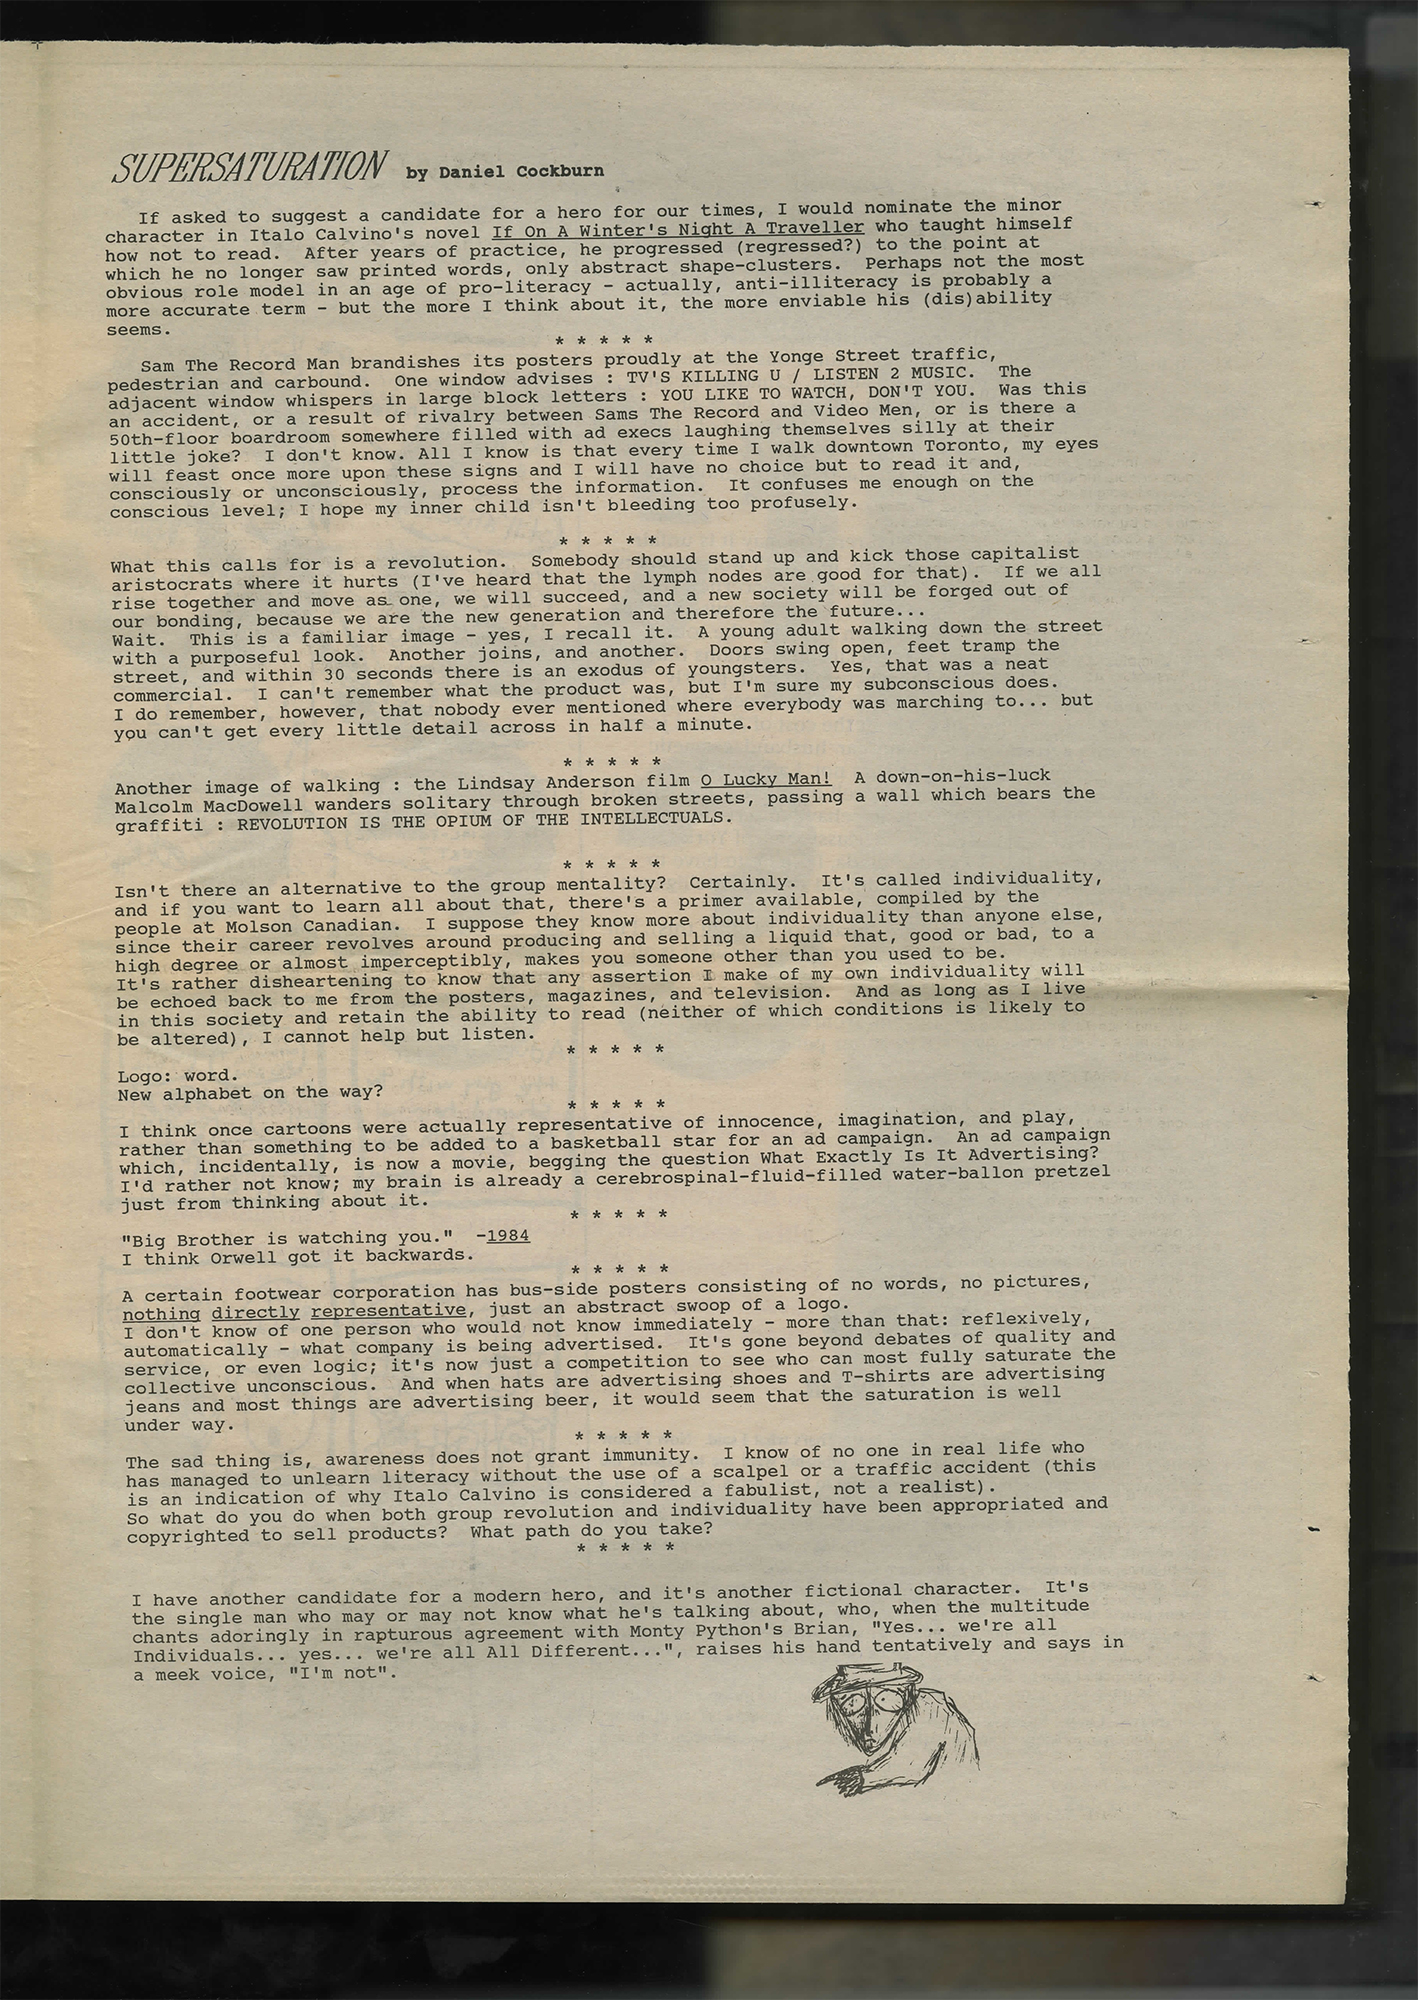 SUPERSATURATION by Daniel Cockburn
If asked to suggest a candidate for a hero for our times, I would nominate the minor
character in Italo Calvino's novel If On A Winter's Night A Traveller who taught himself
how not to read. After years of practice, he progressed (regressed?) to the point at
which he no longer saw printed words, only abstract shape-clusters. Perhaps not the most
obvious role model in an age of pro-literacy - actually, anti-illiteracy is probably a
more accurate term - but the more I think about it, the more enviable his (dis)ability
seems.
* * * * *
Sam The Record Man brandishes its posters proudly at the Yonge Street traffic,
pedestrian and carbound. One window advises : TV'S KILLING U / LISTEN 2 MUSIC. The
adjacent window whispers in large block letters : YOU LIKE TO WATCH, DON'T YOU. Was this
an accident, or a result of rivalry between Sams The Record and Video Men, or is there a
50th-floor boardroom somewhere filled with ad execs laughing themselves silly at their
little joke? I don't know. All I know is that every time I walk downtown Toronto, my eyes
will feast once more upon these signs and I will have no choice but to read it and,
consciously or unconsciously, process the information. It confuses me enough on the
conscious level; I hope my inner child isn't bleeding too profusely.
* * * * *
What this calls for is a revolution. Somebody should stand up and kick those capitalist
aristocrats where it hurts (I've heard that the lymph nodes are good for that). If we all
rise together and move as one, we will succeed, and a new society will be forged out of
our bonding, because we are the new generation and therefore the future...
Wait. This is a familiar image - yes, I recall it. A young adult walking down the street
with a purposeful look. Another joins, and another. Doors swing open, feet tramp the
street, and within 30 seconds there is an exodus of youngsters. Yes, that was a neat
commercial. I can't remember what the product was, but I'm sure my subconscious does.
I do remember, however, that nobody ever mentioned where everybody was marching to... but
you can't get every little detail across in half a minute.
* * * * *
Another image of walking : the Lindsay Anderson film O Lucky Man! A down-on-his-luck
Malcolm MacDowell wanders solitary through broken streets, passing a wall which bears the
graffiti : REVOLUTION IS THE OPIUM OF THE INTELLECTUALS.
* * * * *
Isn't there an alternative to the group mentality? Certainly. It's called individuality,
and if you want to learn all about that, there's a primer available, compiled by the
people at Molson Canadian. I suppose they know more about individuality than anyone else,
since their career revolves around producing and selling a liquid that, good or bad, to a
high degree or almost imperceptibly, makes you someone other than you used to be.
It's rather disheartening to know that any assertion I make of my own individuality will
be echoed back to me from the posters, magazines, and television. And as long as I live
in this society and retain the ability to read (neither of which conditions is likely to
be altered), I cannot help but listen.
* * * * *
Logo: word.
New alphabet on the way?
* * * * *
I think once cartoons were actually representative of innocence, imagination, and play,
rather than something to be added to a basketball star for an ad campaign. An ad campaign
which, incidentally, is now a movie, begging the question What Exactly Is It Advertising?
I'd rather not know; my brain is already a cerebrospinal-fluid-filled water-ballon pretzel
just from thinking about it.
* * * * *
"Big Brother is watching you." -1984
I think Orwell got it backwards.
* * * * *
A certain footwear corporation has bus-side posters consisting of no words, no pictures,
nothing directly representative, just an abstract swoop of a logo.
I don't know of one person who would not know immediately - more than that: reflexively,
automatically - what company is being advertised. It's gone beyond debates of quality and
service, or even logic; it's now just a competition to see who can most fully saturate the
collective unconscious. And when hats are advertising shoes and T-shirts are advertising
jeans and most things are advertising beer, it would seem that the saturation is well
under way.
* * * * *
The sad thing is, awareness does not grant immunity. I know of no one in real life who
has managed to unlearn literacy without the use of a scalpel or a traffic accident (this
is an indication of why Italo Calvino is considered a fabulist, not a realist).
So what do you do when both group revolution and individuality have been appropriated and
copyrighted to sell products? What path do you take?
* * * * *
I have another candidate for a modern hero, and it's another fictional character. It's
the single man who may or may not know what he's talking about, who, when the multitude
chants adoringly in rapturous agreement with Monty Python's Brian, "Yes... we're all
Individuals... yes... we're all All Different...", raises his hand tentatively and says in
a meek voice, "I'm not".